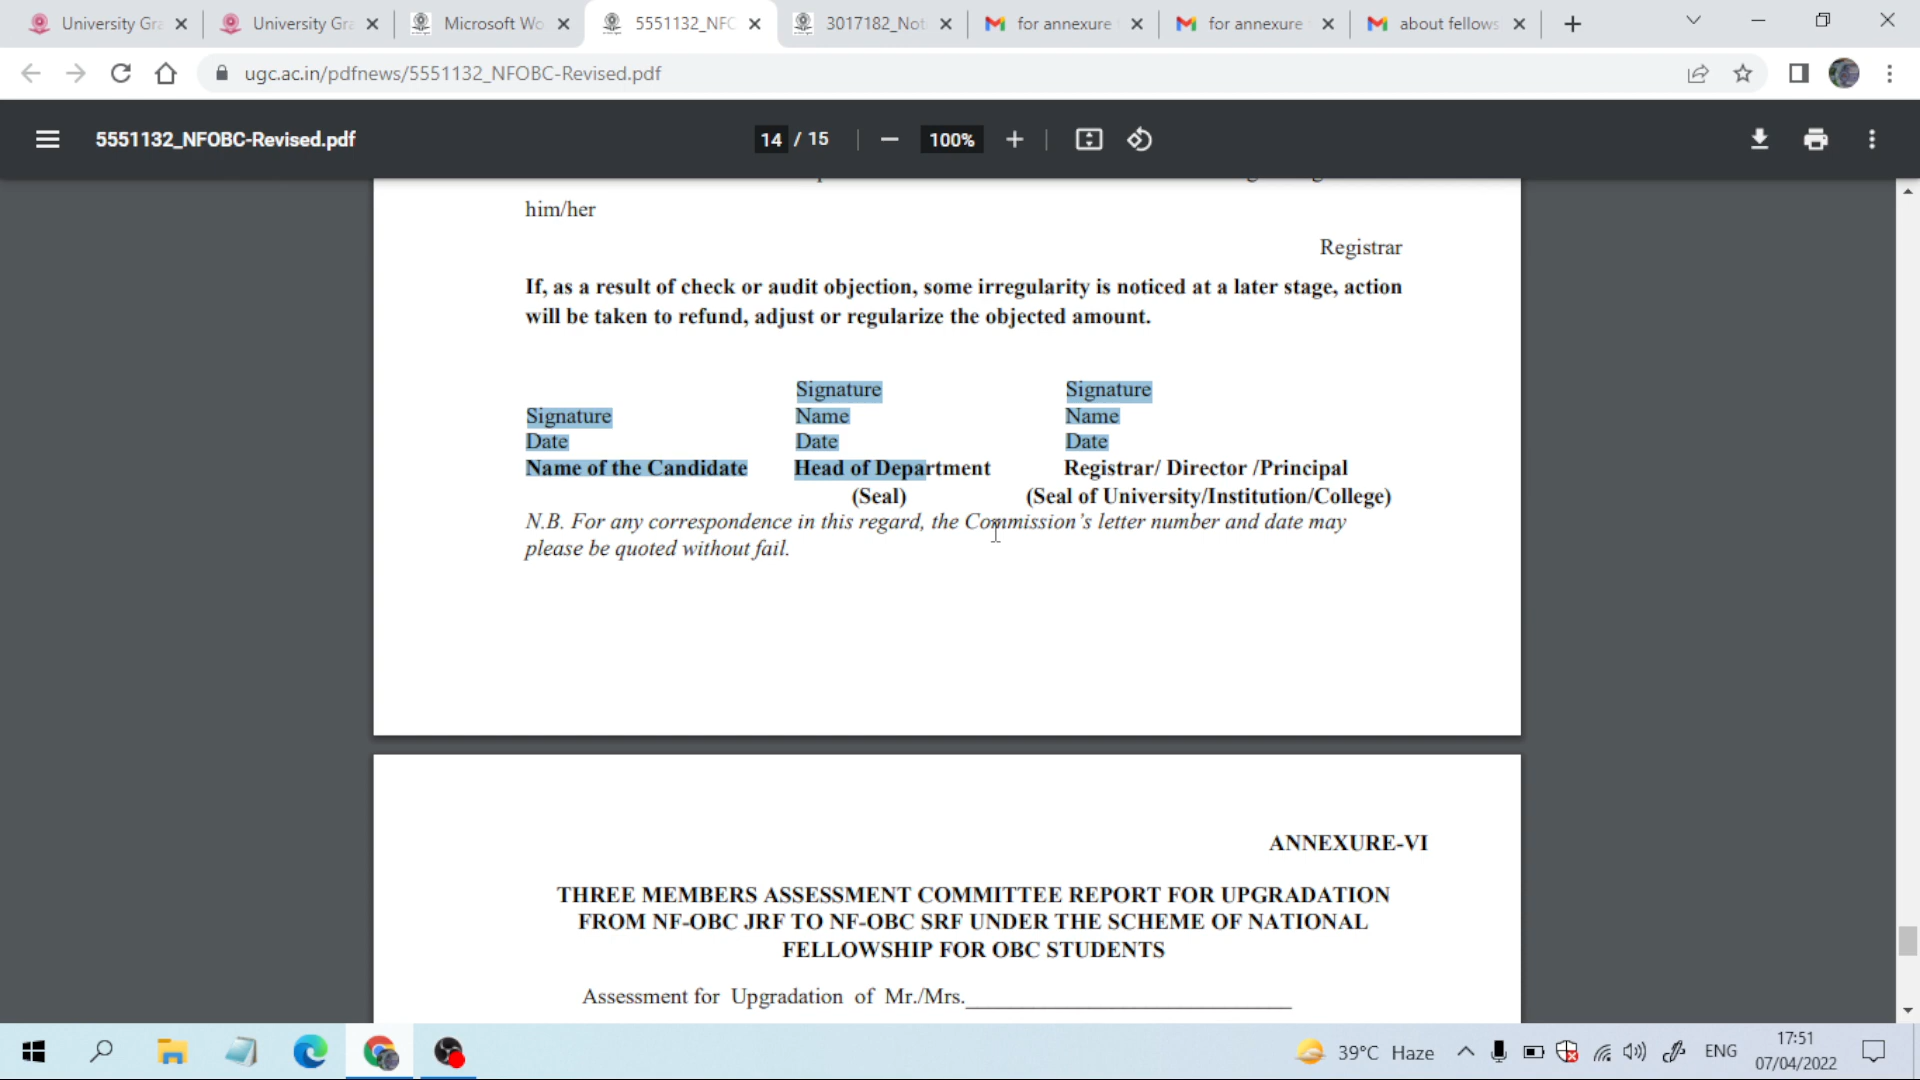 University Gra
University Gra
Microsoft Wo
5551132_NFO
3017182_Not
for annexure
for annexure
about fellows
ugc.ac.in/pdfnews/5551132_NFOBC-Revised.pdf
5551132_NFOBC-Revised.pdf
14 / 15
100%
him/her
Registrar
If, as a result of check or audit objection, some irregularity is noticed at a later stage, action
will be taken to refund, adjust or regularize the objected amount.
Signature Signature
Signature Name Name
Date Date Date
Name of the Candidate Head of Department Registrar/ Director /Principal
(Seal) (Seal of University/Institution/College)
N.B. For any correspondence in this regard, the Commission's letter number and date may
please be quoted without fail.
ANNEXURE-VI
THREE MEMBERS ASSESSMENT COMMITTEE REPORT FOR UPGRADATION
FROM NF-OBC JRF TO NF-OBC SRF UNDER THE SCHEME OF NATIONAL
FELLOWSHIP FOR OBC STUDENTS
Assessment for Upgradation of Mr./Mrs.
39°C Haze
ENG
17:51
07/04/2022